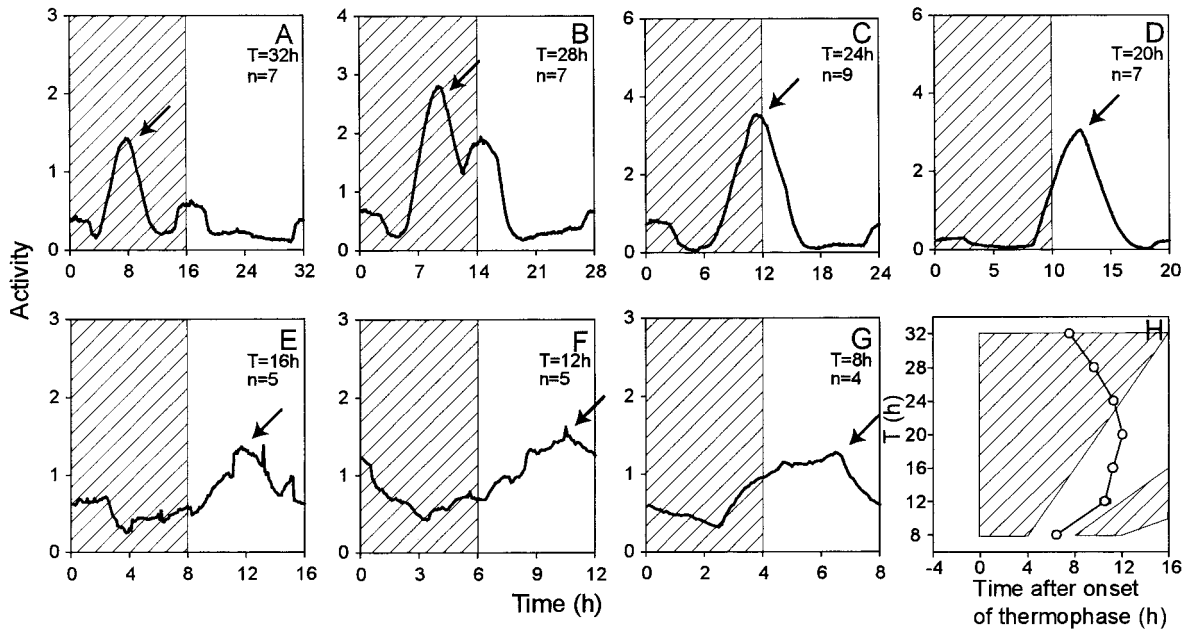 A
T=32h
n=7
3
2
1
0
0 8 16 24 32
B
T=28h
n=7
4
3
2
1
0
0 7 14 21 28
C
T=24h
n=9
6
4
2
0
0 6 12 18 24
D
T=20h
n=7
6
4
2
0
0 5 10 15 20
Activity
E
T=16h
n=5
3
2
1
0
0 4 8 12 16
F
T=12h
n=5
3
2
1
0
0 3 6 9 12
G
T=8h
n=4
3
2
1
0
0 2 4 6 8
Time (h)
H
T (h)
32
28
24
20
16
12
8
-4 0 4 8 12 16
Time after onset
of thermophase (h)